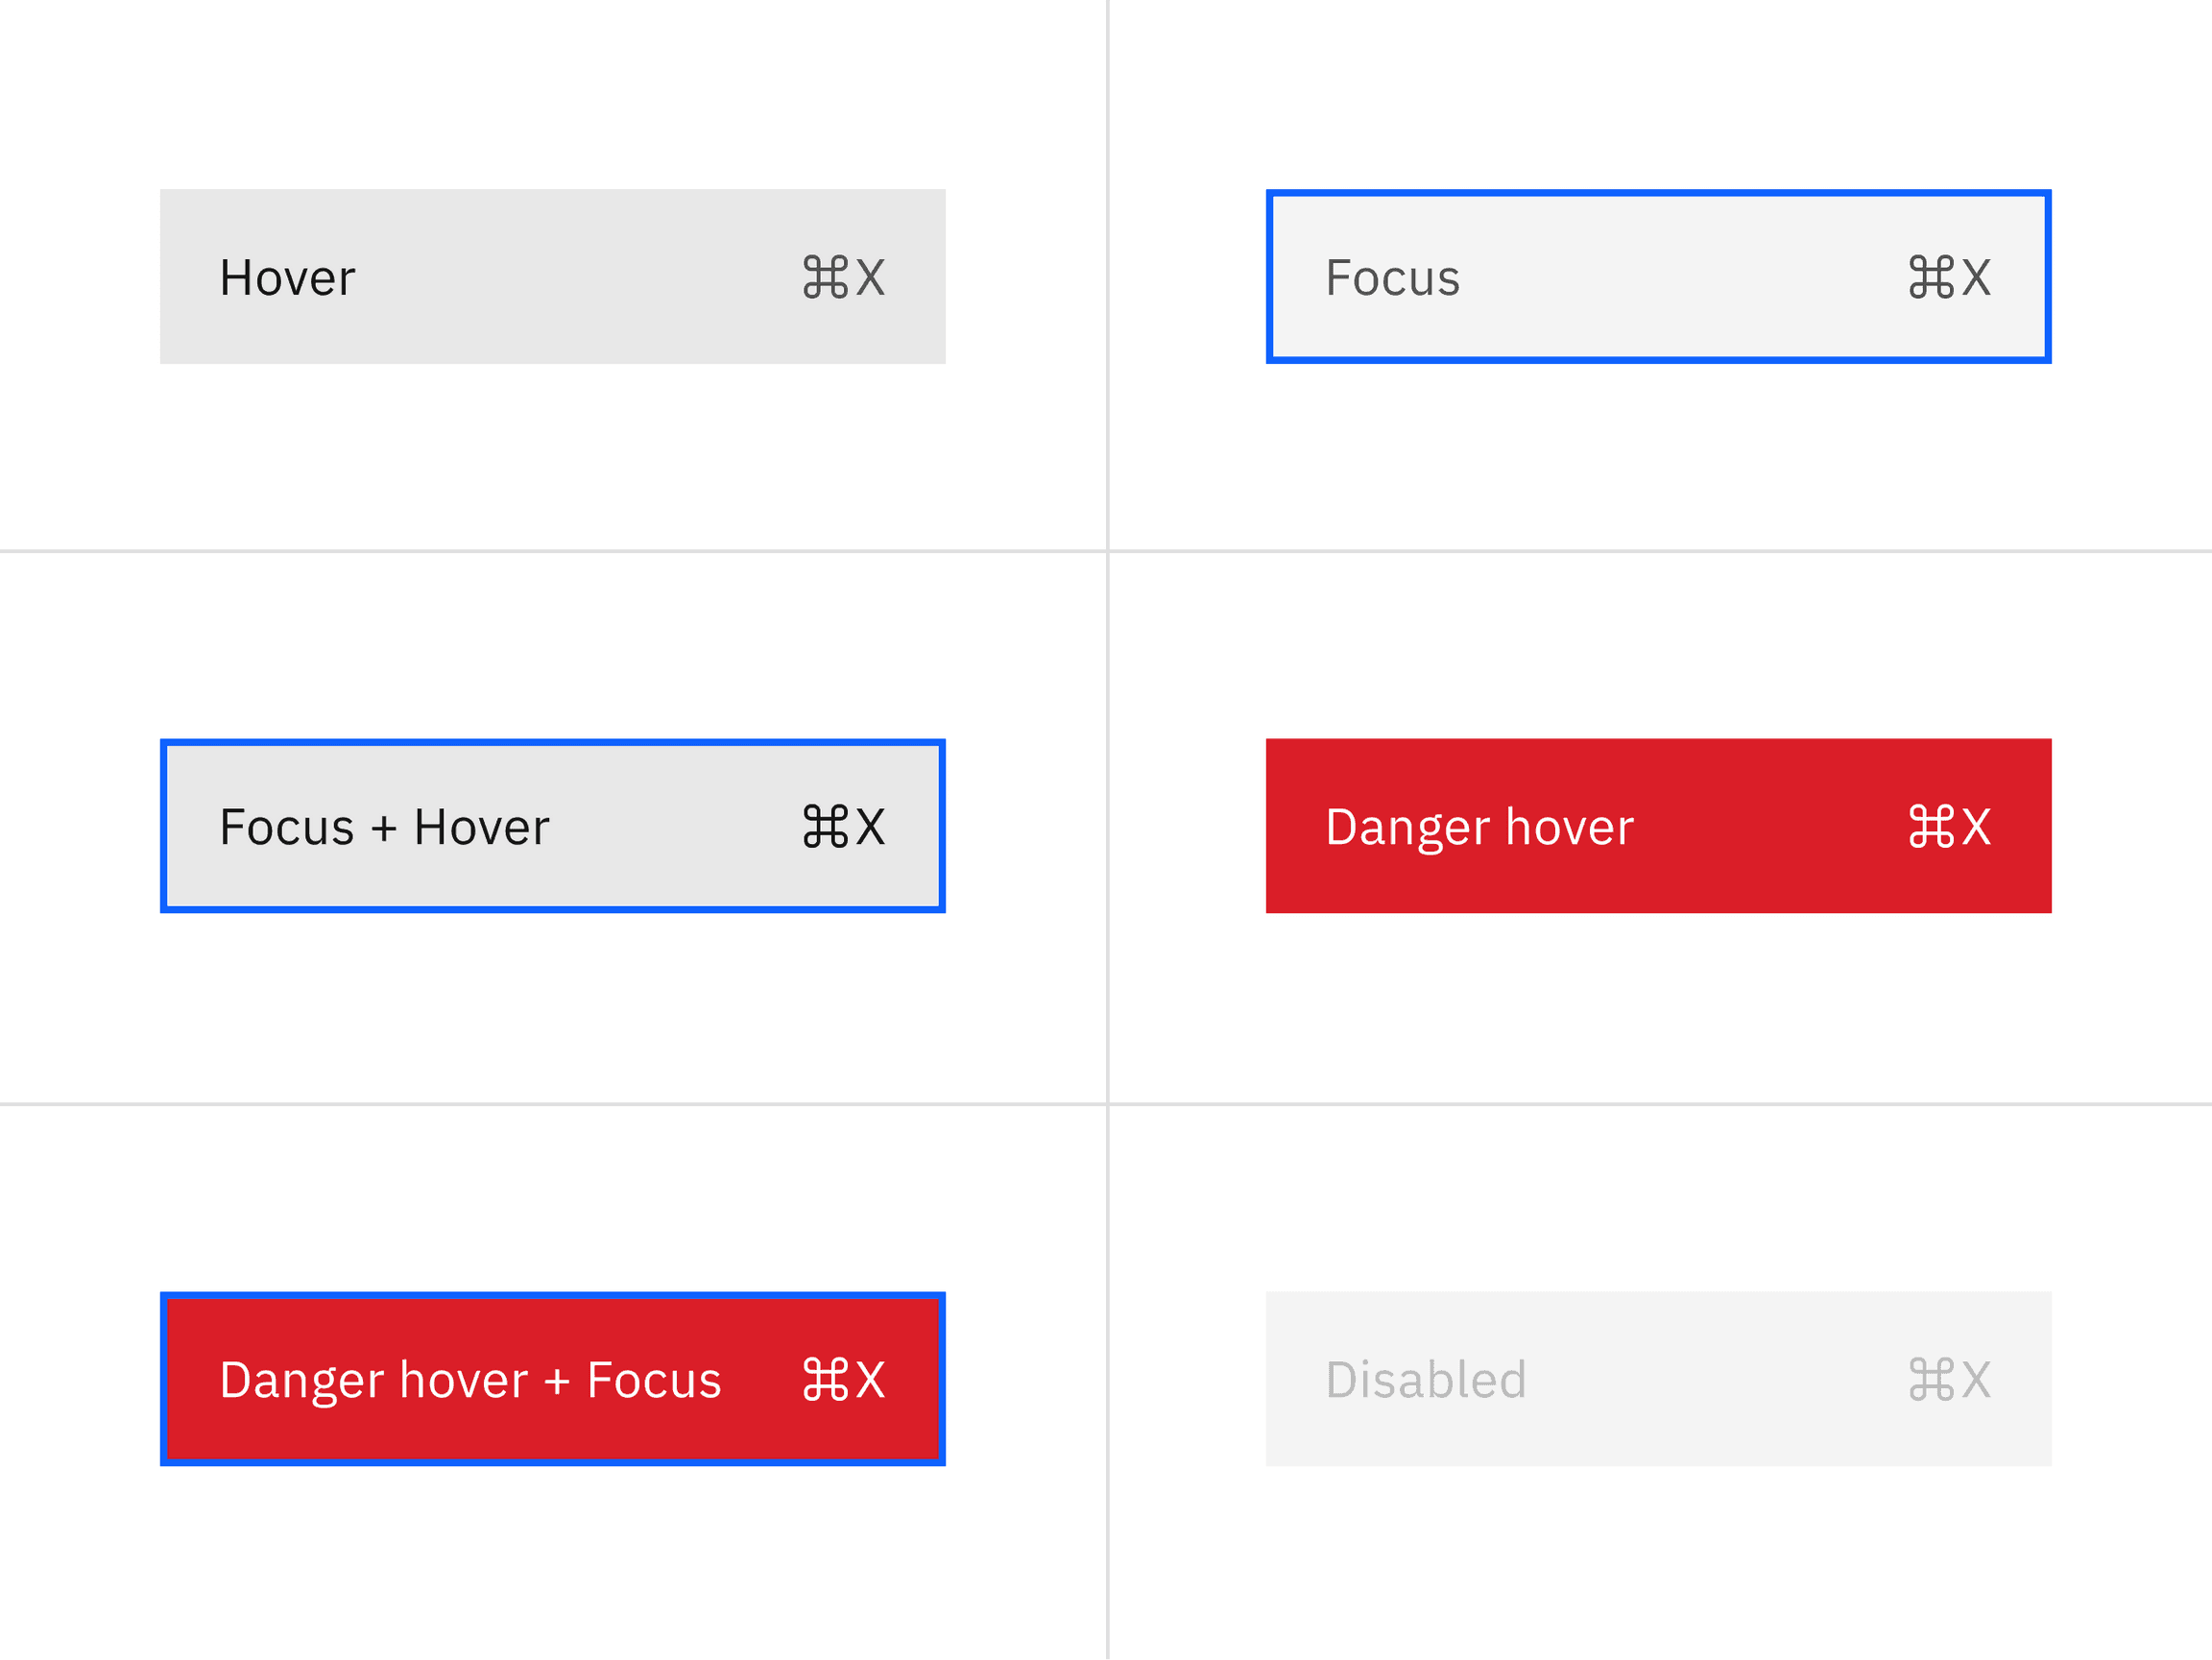 Hover ⌘X
Focus ⌘X
Focus + Hover ⌘X
Danger hover ⌘X
Danger hover + Focus ⌘X
Disabled ⌘X